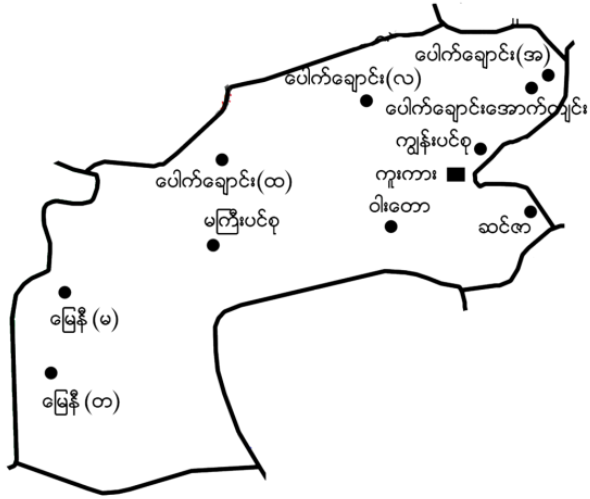 ပေါက်ချောင်း(အ)
ပေါက်ချောင်း(လ)
ပေါက်ချောင်းအောက်တျင်း
ကျွန်းပင်စု
ကူးကား
ပေါက်ချောင်း(ထ)
ဝါးတော
မကြီးပင်စု
ဆင်ဇာ
မြေနီ(မ)
မြေနီ(တ)